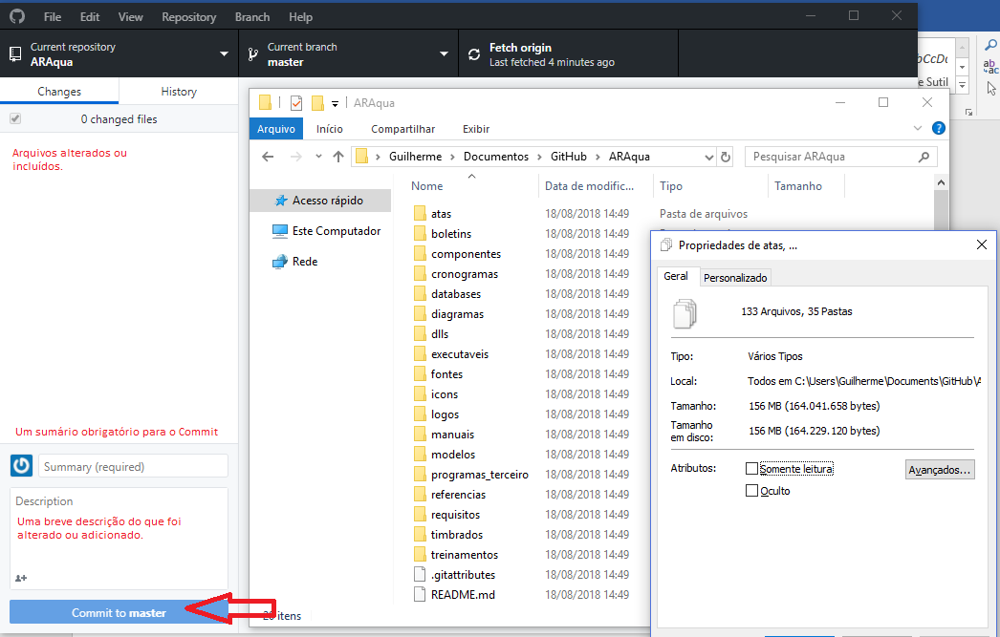 File Edit View Repository Branch Help
Current repository
ARAqua
Current branch
master
Fetch origin
Last fetched 4 minutes ago
Changes History
0 changed files
Arquivos alterados ou
incluídos.
Um sumário obrigatório para o Commit
Summary (required)
Description
Uma breve descrição do que foi
alterado ou adicionado.
Commit to master
ARAqua
Arquivo Início Compartilhar Exibir
Guilherme Documentos GitHub ARAqua
Pesquisar ARAqua
Acesso rápido
Este Computador
Rede
Nome Data de modific... Tipo Tamanho
atas 18/08/2018 14:49 Pasta de arquivos
boletins 18/08/2018 14:49
componentes 18/08/2018 14:49
cronogramas 18/08/2018 14:49
databases 18/08/2018 14:49
diagramas 18/08/2018 14:49
dlls 18/08/2018 14:49
executaveis 18/08/2018 14:49
fontes 18/08/2018 14:49
icons 18/08/2018 14:49
logos 18/08/2018 14:49
manuais 18/08/2018 14:49
modelos 18/08/2018 14:49
programas_terceiro 18/08/2018 14:49
referencias 18/08/2018 14:49
requisitos 18/08/2018 14:49
timbrados 18/08/2018 14:49
treinamentos 18/08/2018 14:49
.gitattributes 18/08/2018 14:49
README.md 18/08/2018 14:49
itens
Propriedades de atas, ...
Geral Personalizado
133 Arquivos, 35 Pastas
Tipo: Vários Tipos
Local: Todos em C:\Users\Guilherme\Documents\GitHub\A
Tamanho: 156 MB (164.041.658 bytes)
Tamanho
em disco: 156 MB (164.229.120 bytes)
Atributos: Somente leitura Avançados...
Oculto
e Sutil
ab
ac